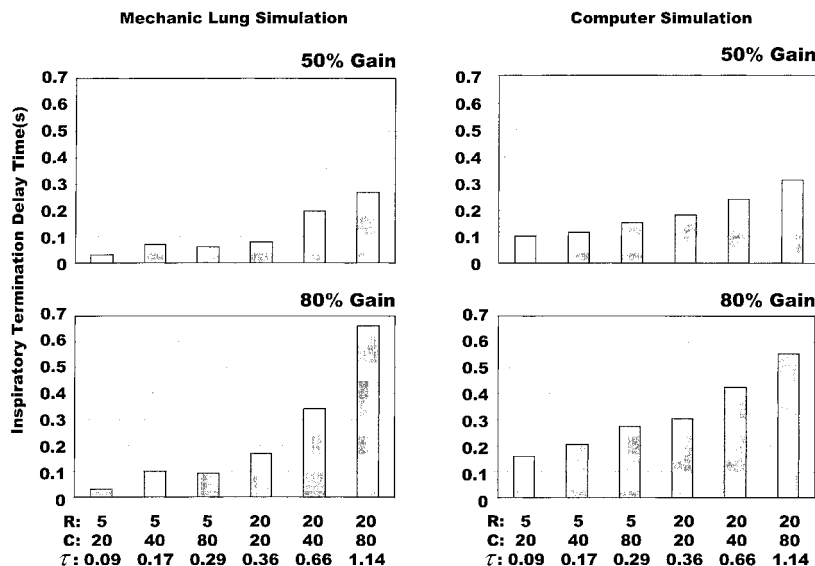 Mechanic Lung Simulation
Computer Simulation
50% Gain
50% Gain
Inspiratory Termination Delay Time(s)
0.7
0.6
0.5
0.4
0.3
0.2
0.1
0
0.7
0.6
0.5
0.4
0.3
0.2
0.1
0
80% Gain
80% Gain
0.7
0.6
0.5
0.4
0.3
0.2
0.1
0
0.7
0.6
0.5
0.4
0.3
0.2
0.1
0
R: 5 5 5 20 20 20
C: 20 40 80 20 40 80
τ: 0.09 0.17 0.29 0.36 0.66 1.14
R: 5 5 5 20 20 20
C: 20 40 80 20 40 80
τ: 0.09 0.17 0.29 0.36 0.66 1.14